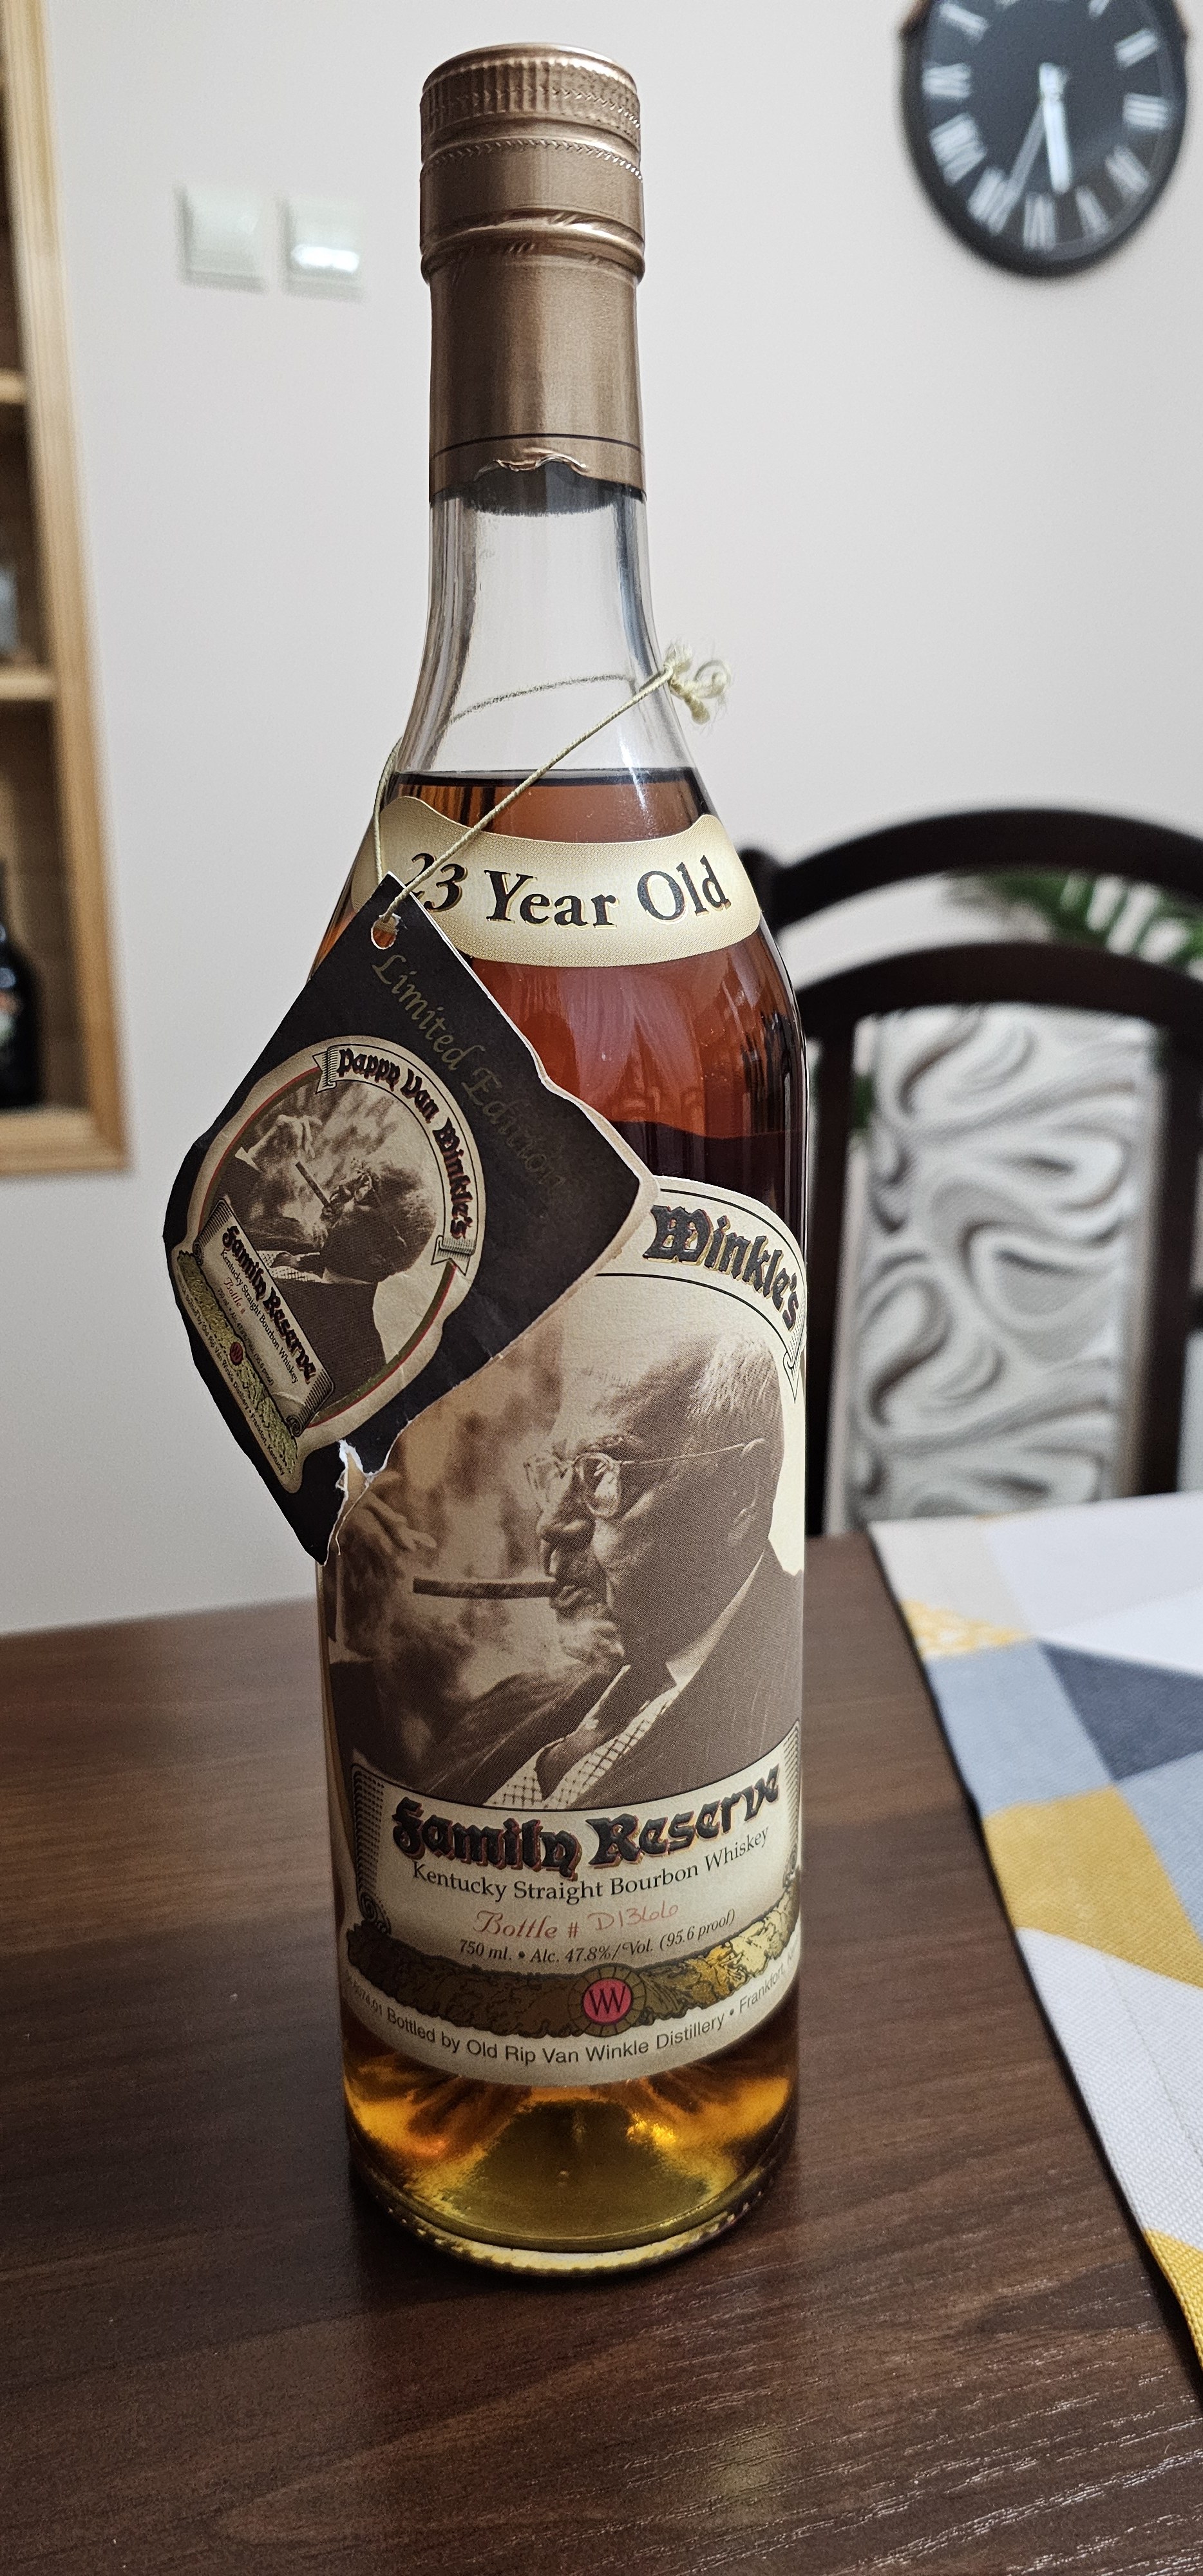 23 Year Old
Limited Edition
Pappy Van Winkle's
Family Reserve
Kentucky Straight Bourbon Whiskey
Bottle #
Winkle's
Family Reserve
Kentucky Straight Bourbon Whiskey
Bottle # D1366
750 ml. • Alc. 47.8%/Vol. (95.6 proof)
W
Bottled by Old Rip Van Winkle Distillery • Frankfort,